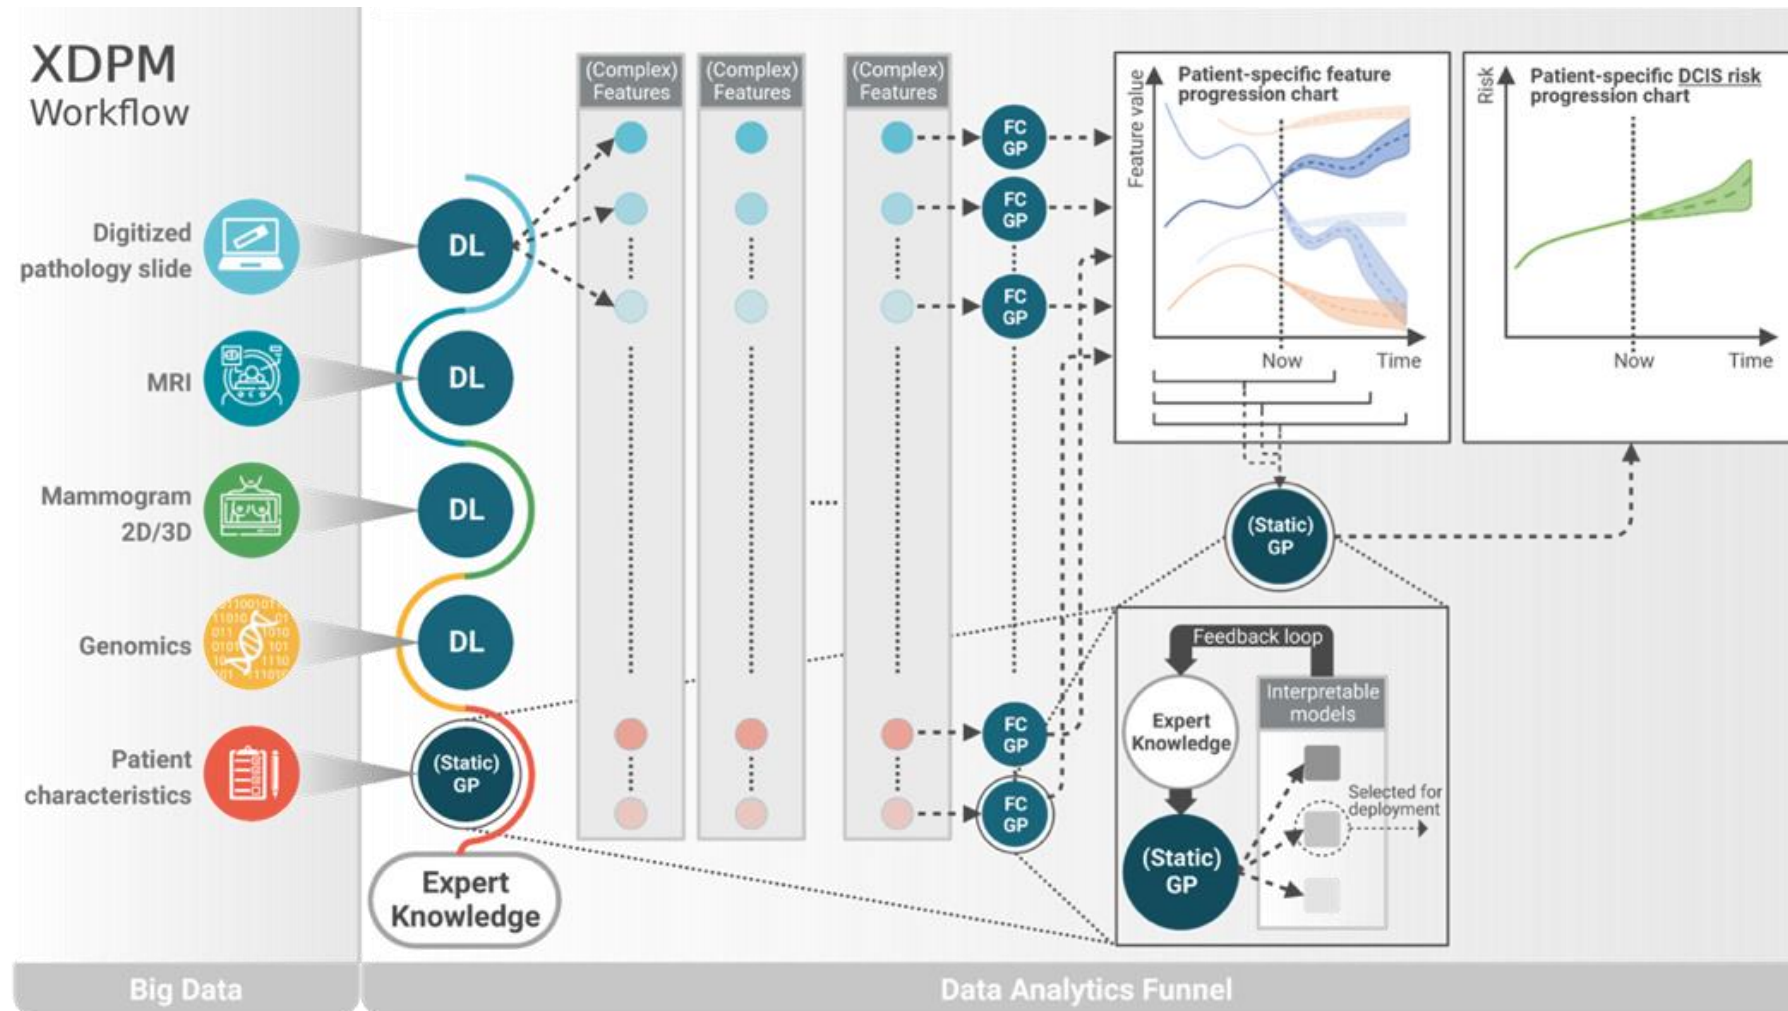 XDPM
Workflow
Digitized
pathology slide
MRI
Mammogram
2D/3D
Genomics
Patient
characteristics
DL
DL
DL
DL
(Static)
GP
Expert
Knowledge
(Complex)
Features
(Complex)
Features
(Complex)
Features
FC
GP
FC
GP
FC
GP
FC
GP
FC
GP
Feature value
Patient-specific feature
progression chart
Now
Time
Risk
Patient-specific DCIS risk
progression chart
Now
Time
(Static)
GP
Feedback loop
Expert
Knowledge
(Static)
GP
Interpretable
models
Selected for
deployment
Big Data
Data Analytics Funnel